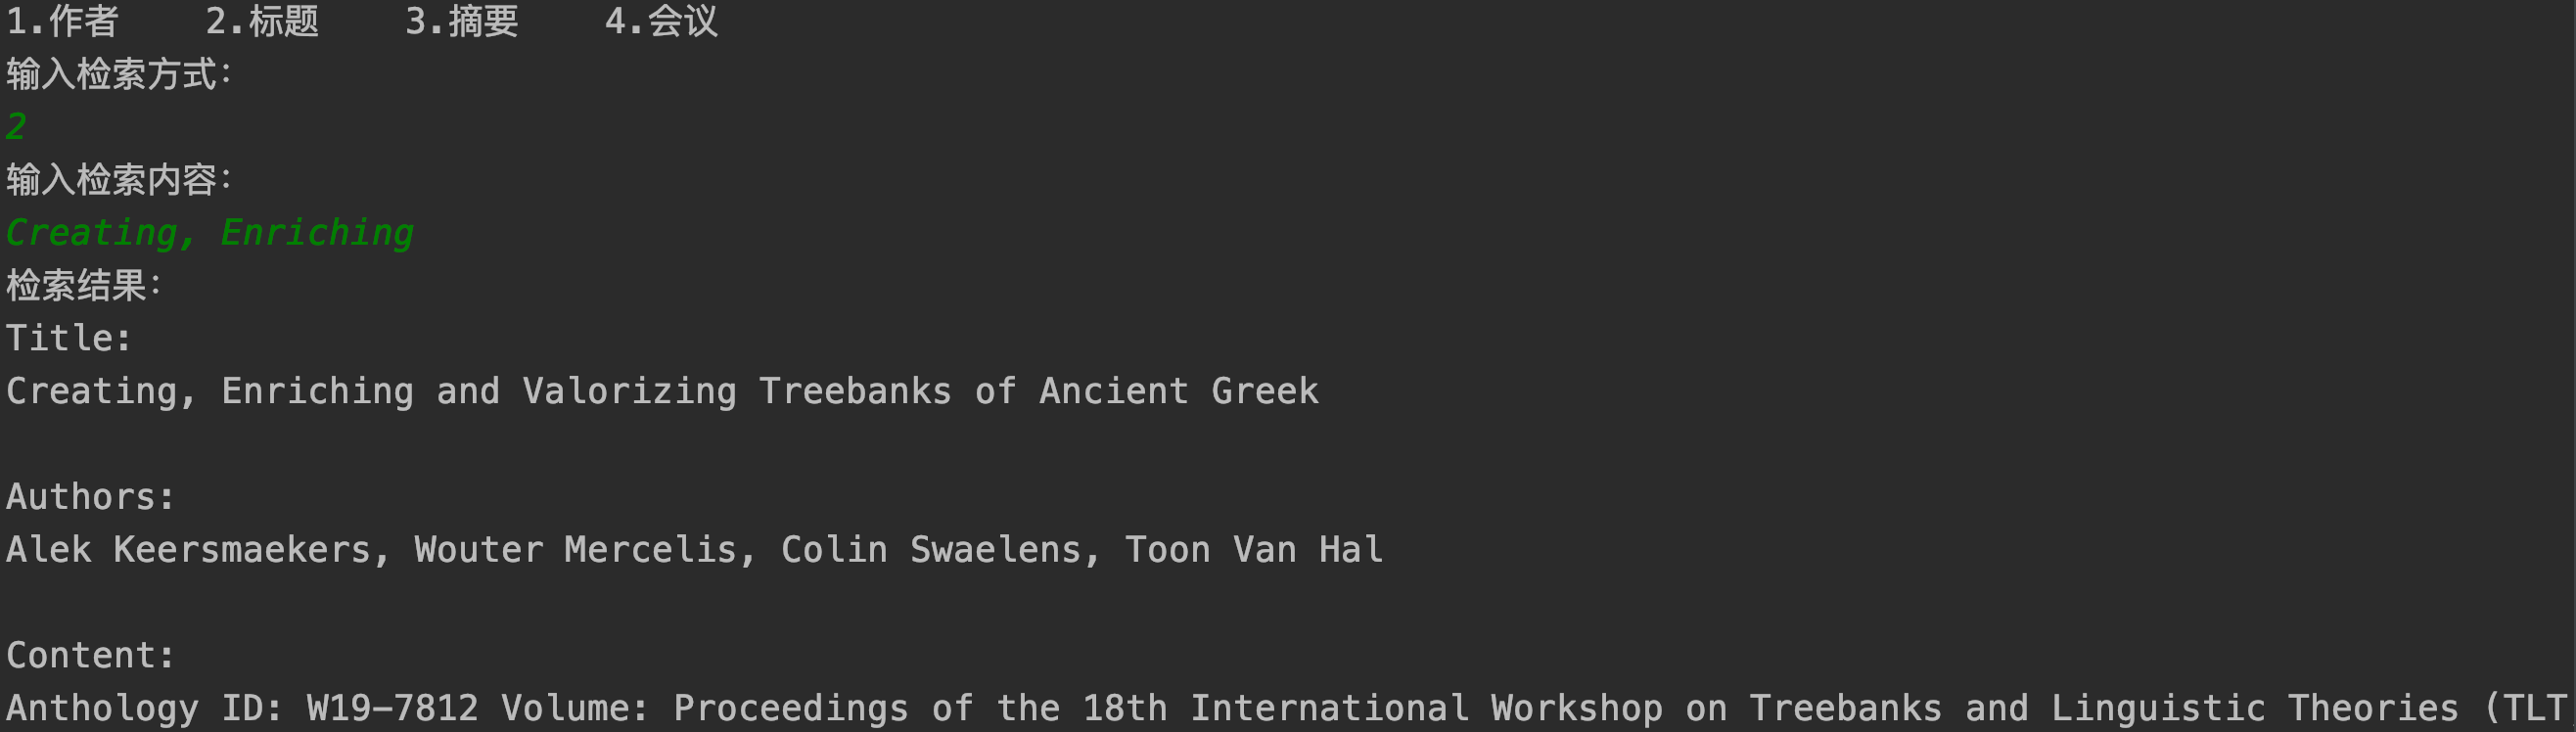 1.作者    2.标题    3.摘要    4.会议
输入检索方式：
2
输入检索内容：
Creating, Enriching
检索结果：
Title:
Creating, Enriching and Valorizing Treebanks of Ancient Greek
Authors:
Alek Keersmaekers, Wouter Mercelis, Colin Swaelens, Toon Van Hal
Content:
Anthology ID: W19-7812 Volume: Proceedings of the 18th International Workshop on Treebanks and Linguistic Theories (TLT